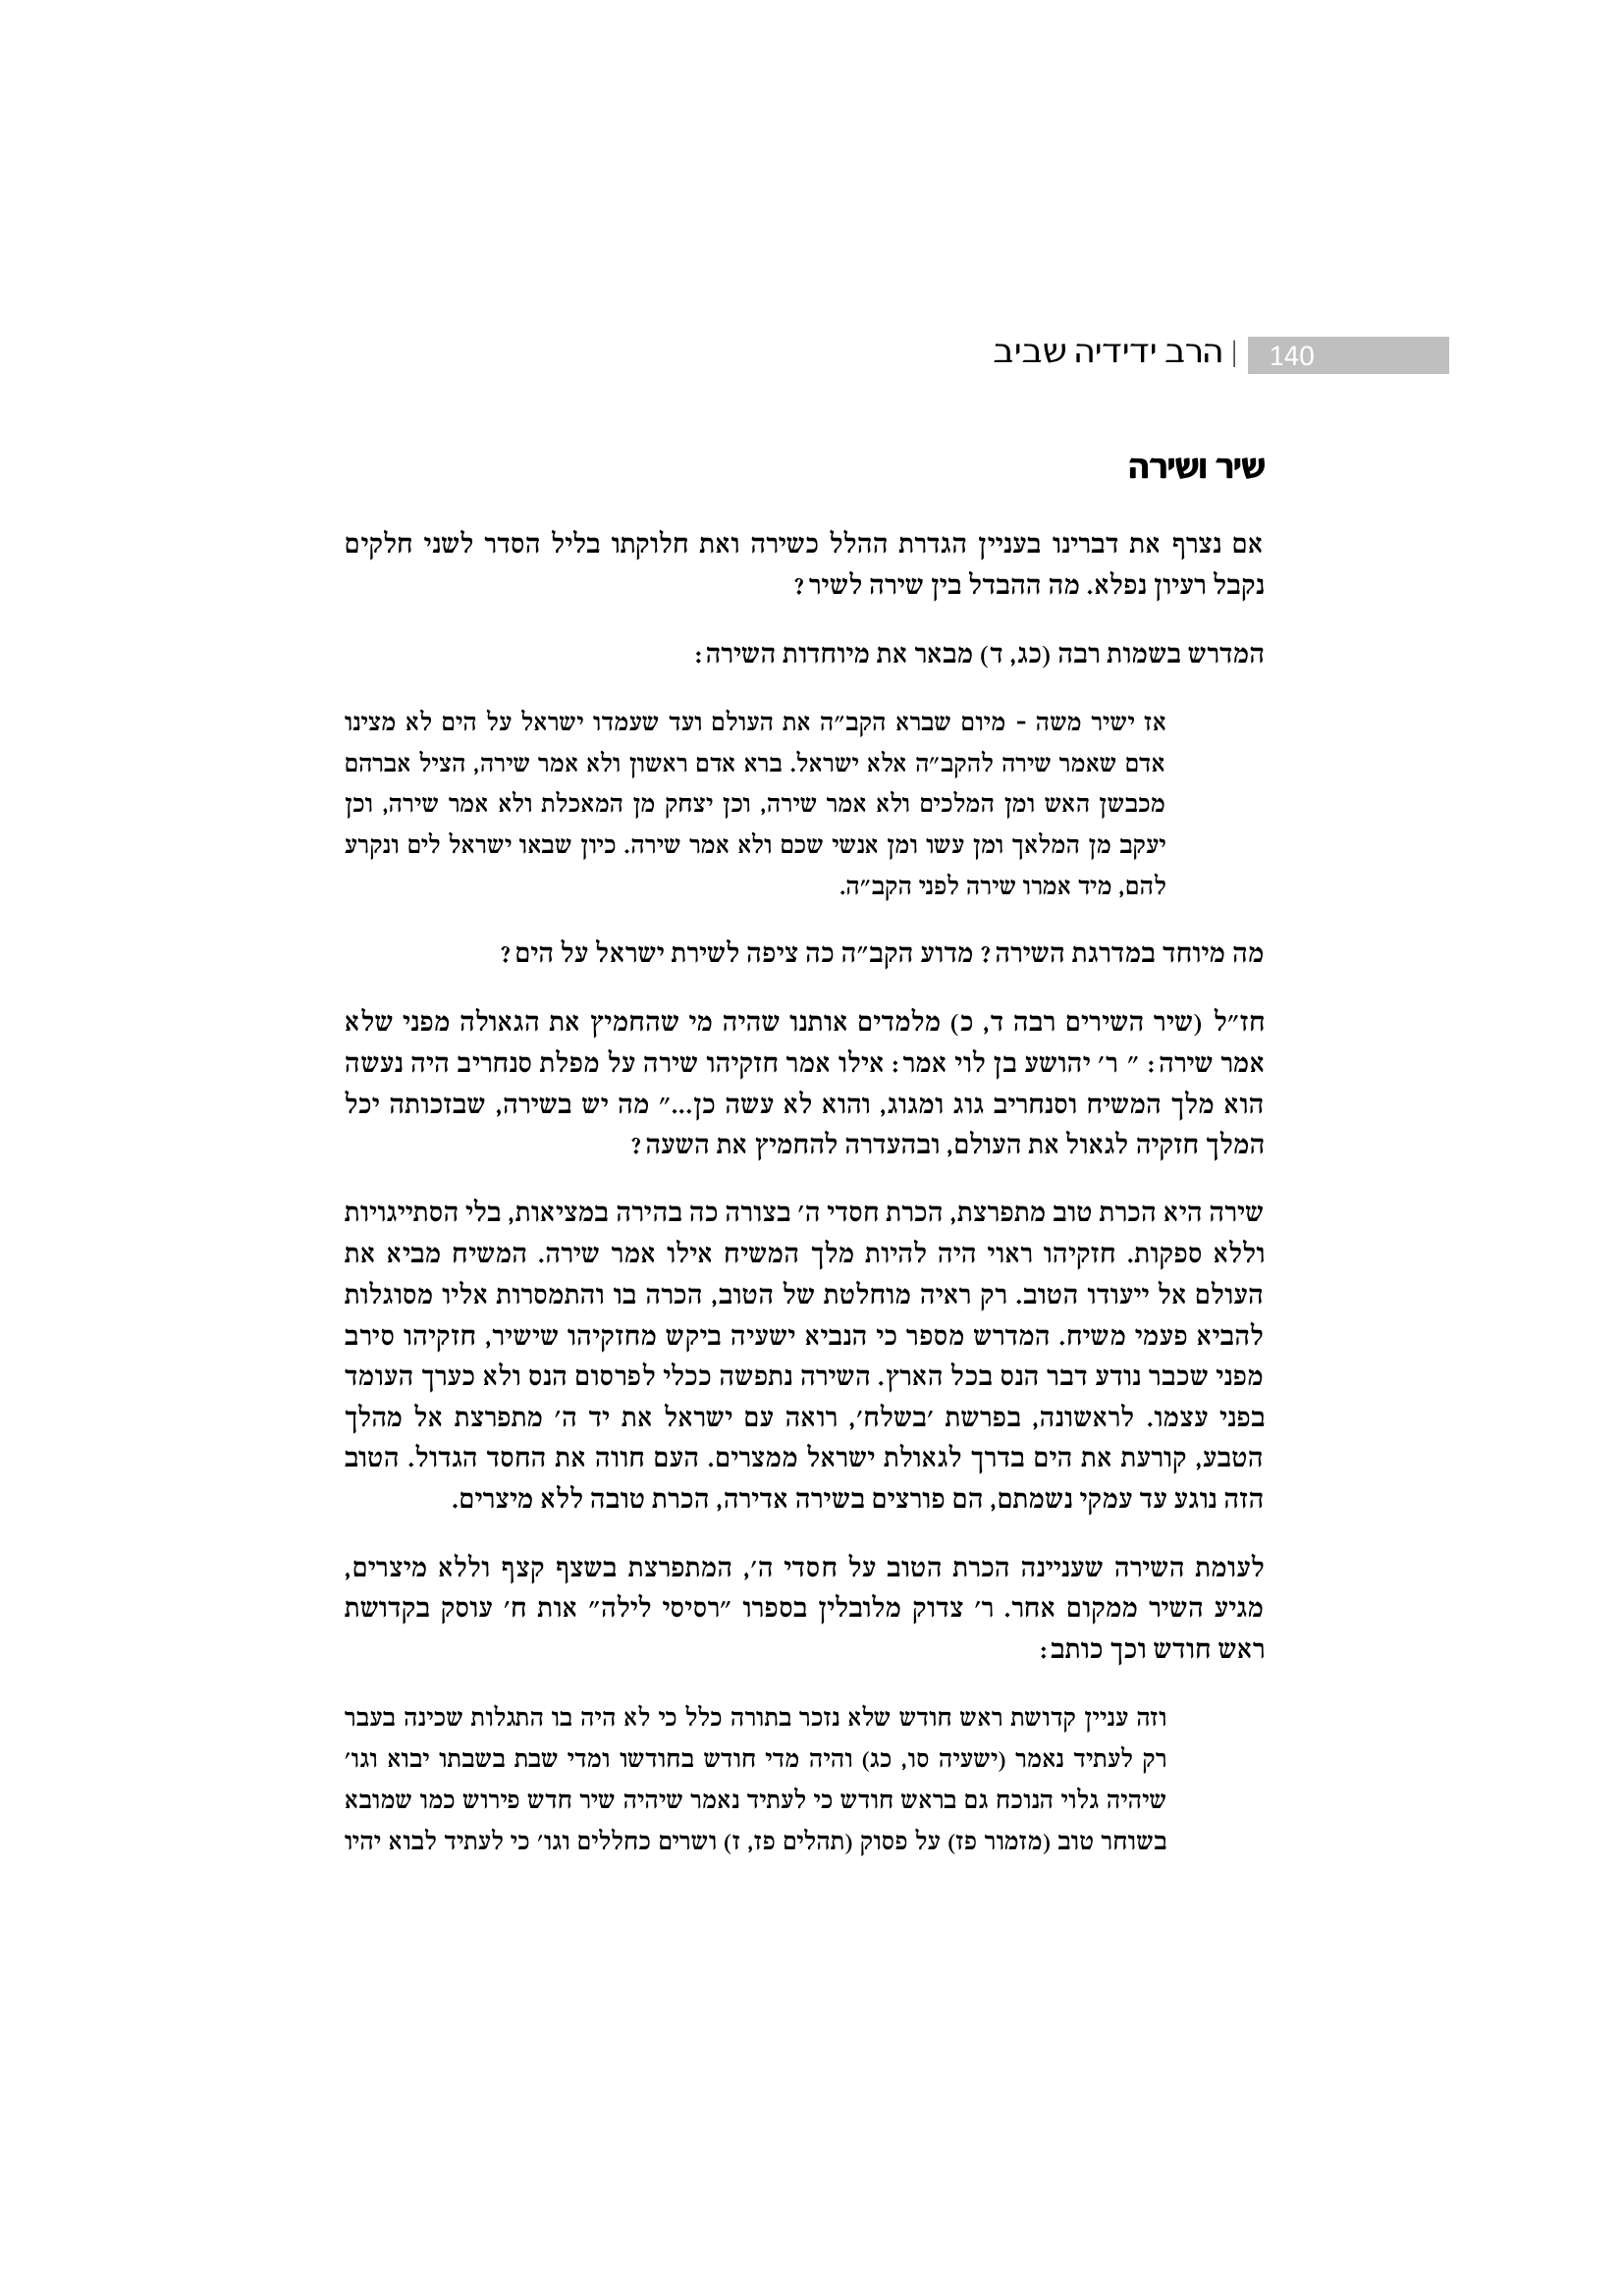 140 | הרב ידידיה שביב
שיר ושירה
אם נצרף את דברינו בעניין הגדרת ההלל כשירה ואת חלוקתו בליל הסדר לשני חלקים
נקבל רעיון נפלא. מה ההבדל בין שירה לשיר?
המדרש בשמות רבה (כג, ד) מבאר את מיוחדות השירה:
אז ישיר משה - מיום שברא הקב״ה את העולם ועד שעמדו ישראל על הים לא מצינו
אדם שאמר שירה להקב״ה אלא ישראל. ברא אדם ראשון ולא אמר שירה, הציל אברהם
מכבשן האש ומן המלכים ולא אמר שירה, וכן יצחק מן המאכלת ולא אמר שירה, וכן
יעקב מן המלאך ומן עשו ומן אנשי שכם ולא אמר שירה. כיון שבאו ישראל לים ונקרע
להם, מיד אמרו שירה לפני הקב״ה.
מה מיוחד במדרגת השירה? מדוע הקב״ה כה ציפה לשירת ישראל על הים?
חז״ל (שיר השירים רבה ד, כ) מלמדים אותנו שהיה מי שהחמיץ את הגאולה מפני שלא
אמר שירה: ״ ר׳ יהושע בן לוי אמר: אילו אמר חזקיהו שירה על מפלת סנחריב היה נעשה
הוא מלך המשיח וסנחריב גוג ומגוג, והוא לא עשה כן...״ מה יש בשירה, שבזכותה יכל
המלך חזקיה לגאול את העולם, ובהעדרה להחמיץ את השעה?
שירה היא הכרת טוב מתפרצת, הכרת חסדי ה׳ בצורה כה בהירה במציאות, בלי הסתייגויות
וללא ספקות. חזקיהו ראוי היה להיות מלך המשיח אילו אמר שירה. המשיח מביא את
העולם אל ייעודו הטוב. רק ראיה מוחלטת של הטוב, הכרה בו והתמסרות אליו מסוגלות
להביא פעמי משיח. המדרש מספר כי הנביא ישעיה ביקש מחזקיהו שישיר, חזקיהו סירב
מפני שכבר נודע דבר הנס בכל הארץ. השירה נתפשה ככלי לפרסום הנס ולא כערך העומד
בפני עצמו. לראשונה, בפרשת ׳בשלח׳, רואה עם ישראל את יד ה׳ מתפרצת אל מהלך
הטבע, קורעת את הים בדרך לגאולת ישראל ממצרים. העם חווה את החסד הגדול. הטוב
הזה נוגע עד עמקי נשמתם, הם פורצים בשירה אדירה, הכרת טובה ללא מיצרים.
לעומת השירה שעניינה הכרת הטוב על חסדי ה׳, המתפרצת בשצף קצף וללא מיצרים,
מגיע השיר ממקום אחר. ר׳ צדוק מלובלין בספרו ״רסיסי לילה״ אות ח׳ עוסק בקדושת
ראש חודש וכך כותב:
וזה עניין קדושת ראש חודש שלא נזכר בתורה כלל כי לא היה בו התגלות שכינה בעבר
רק לעתיד נאמר (ישעיה סו, כג) והיה מדי חודש בחודשו ומדי שבת בשבתו יבוא וגו׳
שיהיה גלוי הנוכח גם בראש חודש כי לעתיד נאמר שיהיה שיר חדש פירוש כמו שמובא
בשוחר טוב (מזמור פז) על פסוק (תהלים פז, ז) ושרים כחללים וגו׳ כי לעתיד לבוא יהיו